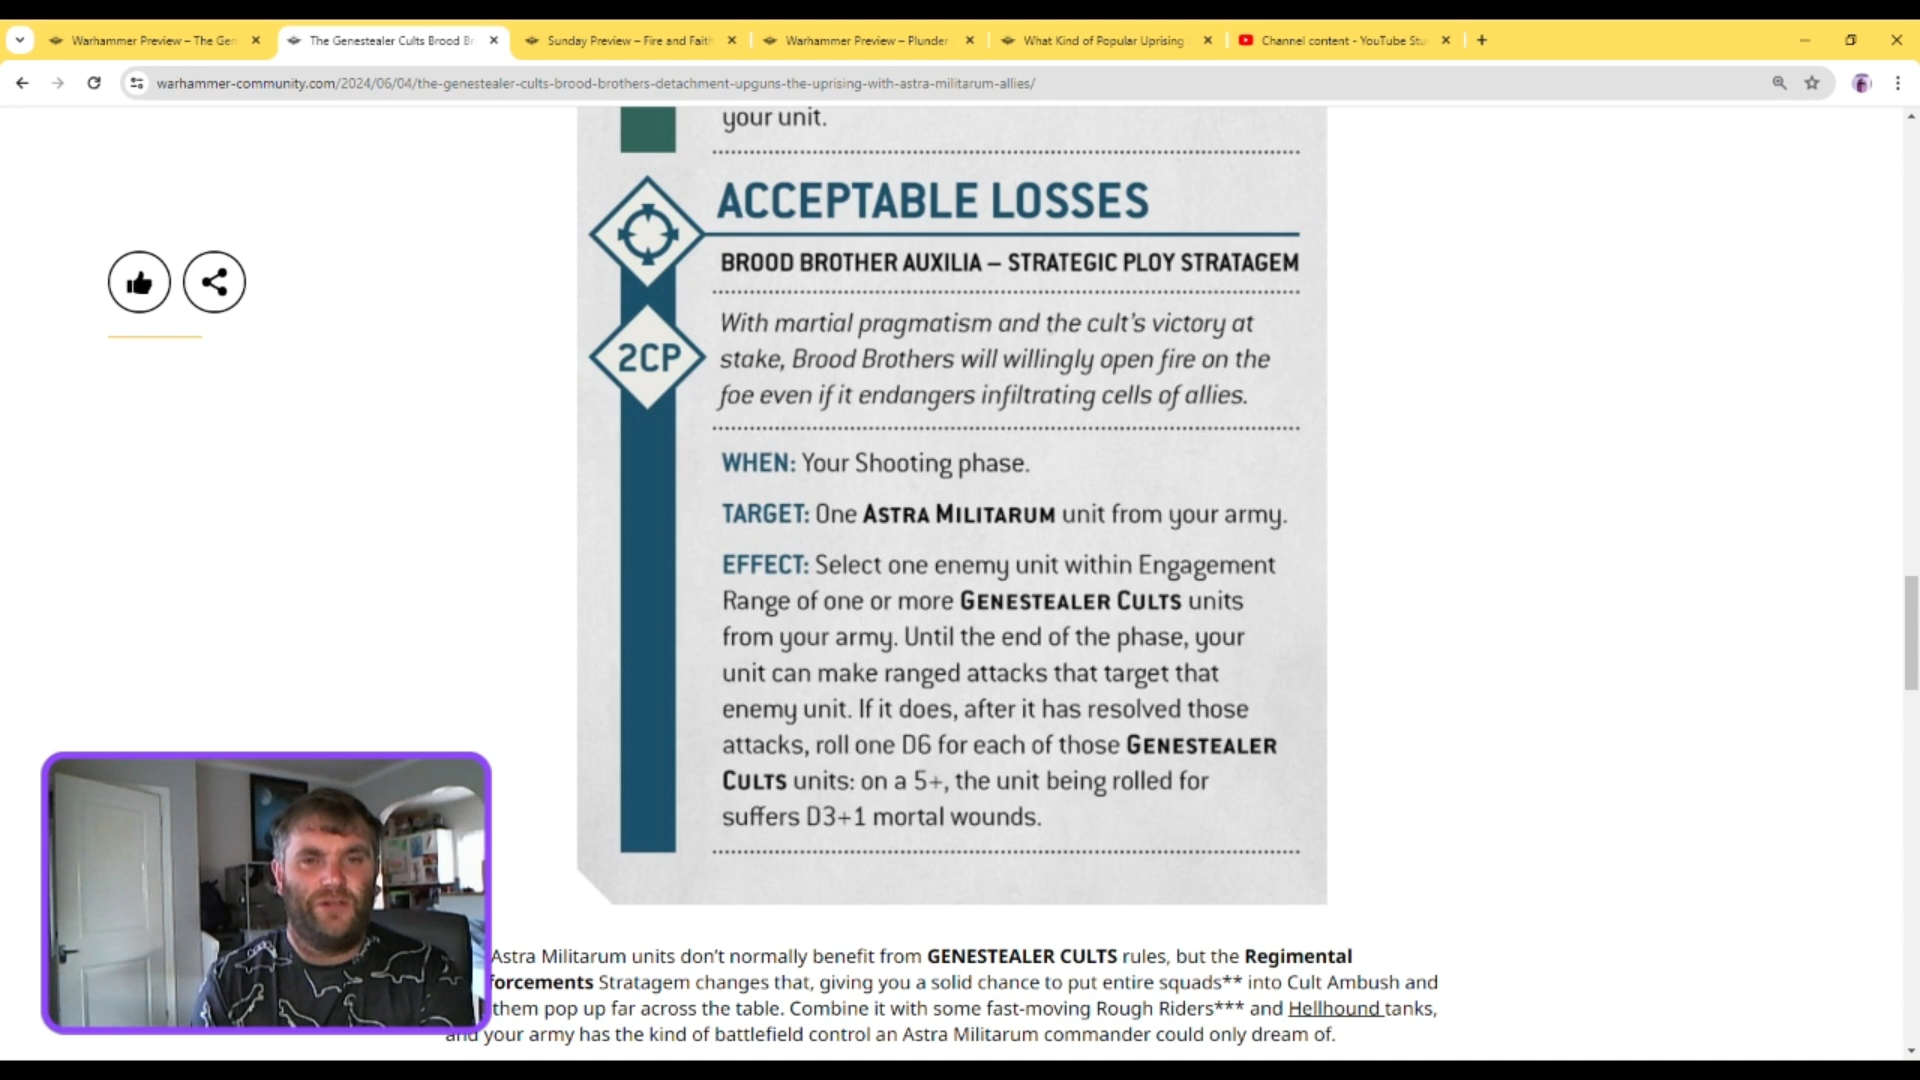 Warhammer Preview – The Gen
The Genestealer Cults Brood Br
Sunday Preview – Fire and Faith
Warhammer Preview – Plunder
What Kind of Popular Uprising
Channel content - YouTube Stu
warhammer-community.com/2024/06/04/the-genestealer-cults-brood-brothers-detachment-upguns-the-uprising-with-astra-militarum-allies/
your unit.
ACCEPTABLE LOSSES
BROOD BROTHER AUXILIA – STRATEGIC PLOY STRATAGEM
2CP
With martial pragmatism and the cult's victory at
stake, Brood Brothers will willingly open fire on the
foe even if it endangers infiltrating cells of allies.
WHEN: Your Shooting phase.
TARGET: One ASTRA MILITARUM unit from your army.
EFFECT: Select one enemy unit within Engagement
Range of one or more GENESTEALER CULTS units
from your army. Until the end of the phase, your
unit can make ranged attacks that target that
enemy unit. If it does, after it has resolved those
attacks, roll one D6 for each of those GENESTEALER
CULTS units: on a 5+, the unit being rolled for
suffers D3+1 mortal wounds.
Astra Militarum units don't normally benefit from GENESTEALER CULTS rules, but the Regimental
forcements Stratagem changes that, giving you a solid chance to put entire squads** into Cult Ambush and
them pop up far across the table. Combine it with some fast-moving Rough Riders*** and Hellhound tanks,
and your army has the kind of battlefield control an Astra Militarum commander could only dream of.